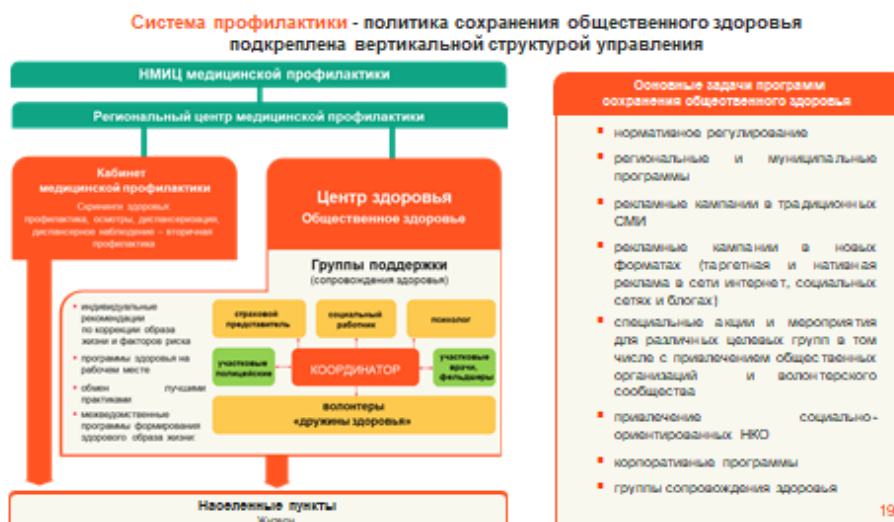 Система профилактики - политика сохранения общественного здоровья
подкреплена вертикальной структурой управления
НМИЦ медицинской профилактики
Региональный центр медицинской профилактики
Кабинет
медицинской профилактики
Скрининги здоровья:
профилактика, осмотры, диспансеризация,
диспансерное наблюдение – вторичная
профилактика
Центр здоровья
Общественное здоровье
Группы поддержки
(сопровождения здоровья)
страховой
представитель
социальный
работник
психолог
участковые
полицейские
КООРДИНАТОР
участковые
врачи,
фельдшеры
волонтеры
«дружины здоровья»
индивидуальные
рекомендации
по коррекции образа
жизни и факторов риска
программы здоровья на
рабочем месте
обмен лучшими
практиками
межведомственные
программы формирования
здорового образа жизни:
Населенные пункты
Основные задачи программ
сохранения общественного здоровья
нормативное регулирование
региональные и муниципальные
программы
рекламные кампании в традиционных
СМИ
рекламные кампании в новых
форматах (таргетная и нативная
реклама в сети интернет, социальных
сетях и блогах)
специальные акции и мероприятия
для различных целевых групп в том
числе с привлечением общественных
организаций и волонтерского
сообщества
привлечение социально-
ориентированных НКО
корпоративные программы
группы сопровождения здоровья
19